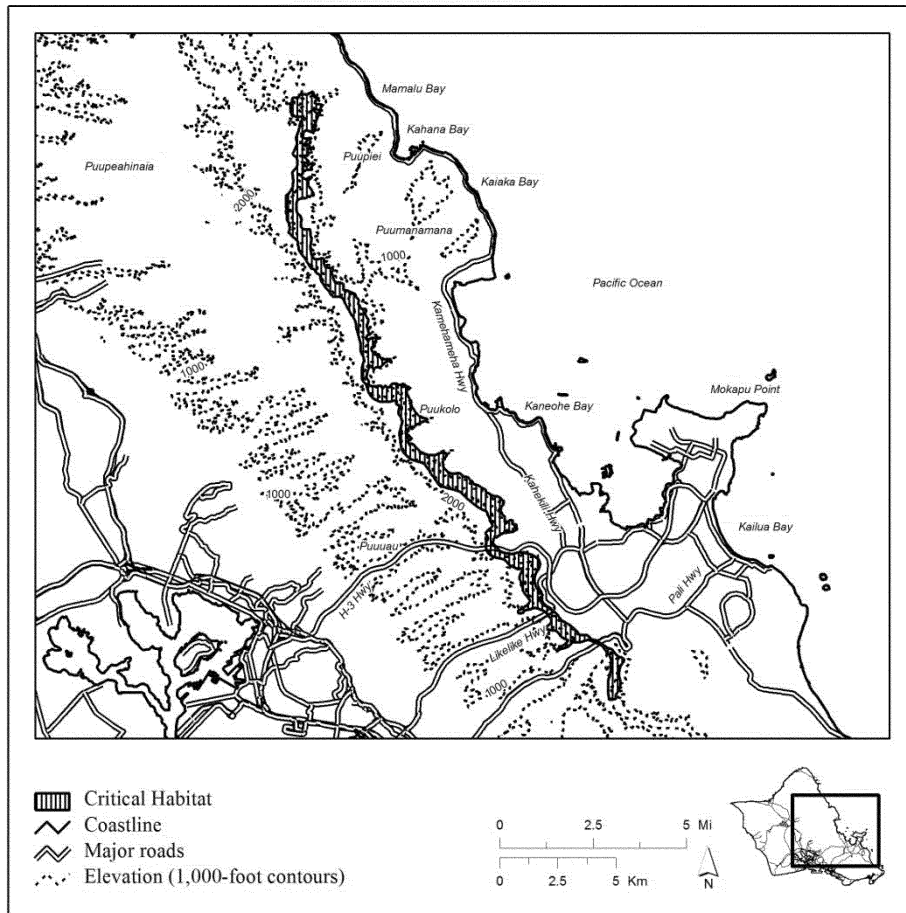 Mamalu Bay
Kahana Bay
Puupiei
Puupeahinaia
Kaiaka Bay
2000
Puumanamana
1000
Pacific Ocean
Kamehameha Hwy
1000
Mokapu Point
Puukolo
Kaneohe Bay
1000
2000
Kahekili Hwy
Kailua Bay
Puuuau
H-3 Hwy
Pali Hwy
Likelike Hwy
1000
Critical Habitat
Coastline
Major roads
Elevation (1,000-foot contours)
0 2.5 5 Mi
0 2.5 5 Km
N